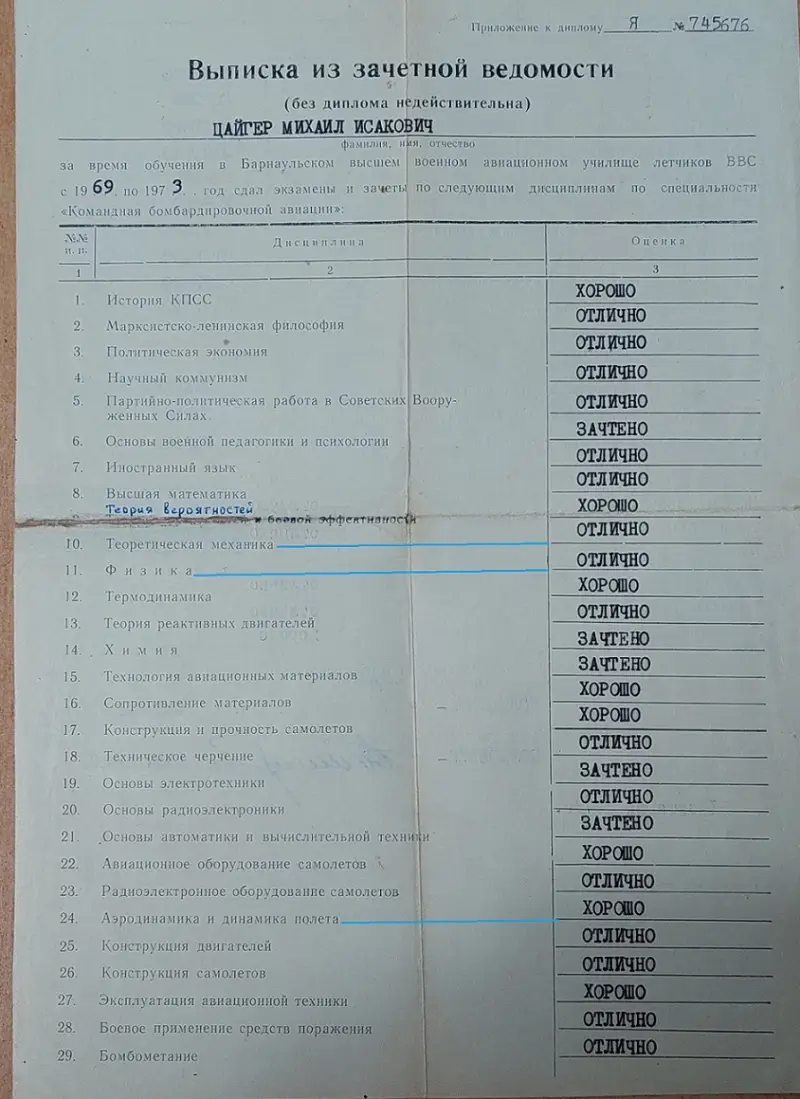 Приложение к диплому Я № 745676
Выписка из зачетной ведомости
(без диплома недействительна)
ЦАЙГЕР МИХАИЛ ИСАКОВИЧ
фамилия, имя, отчество
за время обучения в Барнаульском высшем военном авиационном училище летчиков ВВС
с 1969 по 1973 . год сдал экзамены и зачеты по следующим дисциплинам по специальности
«Командная бомбардировочной авиации»:
№№ п. п. Дисциплина Оценка
1 2 3
1. История КПСС ХОРОШО
2. Марксистско-ленинская философия ОТЛИЧНО
3. Политическая экономия ОТЛИЧНО
4. Научный коммунизм ОТЛИЧНО
5. Партийно-политическая работа в Советских Воору-
женных Силах ОТЛИЧНО
6. Основы военной педагогики и психологии ЗАЧТЕНО
7. Иностранный язык ОТЛИЧНО
8. Высшая математика ОТЛИЧНО
Теория Вероятностей ХОРОШО
и боевой эффективности
10. Теоретическая механика ОТЛИЧНО
11. Физика ОТЛИЧНО
12. Термодинамика ХОРОШО
13. Теория реактивных двигателей ОТЛИЧНО
14. Химия ЗАЧТЕНО
15. Технология авиационных материалов ЗАЧТЕНО
16. Сопротивление материалов ХОРОШО
17. Конструкция и прочность самолетов ХОРОШО
18. Техническое черчение ОТЛИЧНО
19. Основы электротехники ЗАЧТЕНО
20. Основы радиоэлектроники ОТЛИЧНО
21. Основы автоматики и вычислительной техники ЗАЧТЕНО
22. Авиационное оборудование самолетов ХОРОШО
23. Радиоэлектронное оборудование самолетов ОТЛИЧНО
24. Аэродинамика и динамика полета ХОРОШО
25. Конструкция двигателей ОТЛИЧНО
26. Конструкция самолетов ОТЛИЧНО
27. Эксплуатация авиационной техники ХОРОШО
28. Боевое применение средств поражения ОТЛИЧНО
29. Бомбометание ОТЛИЧНО